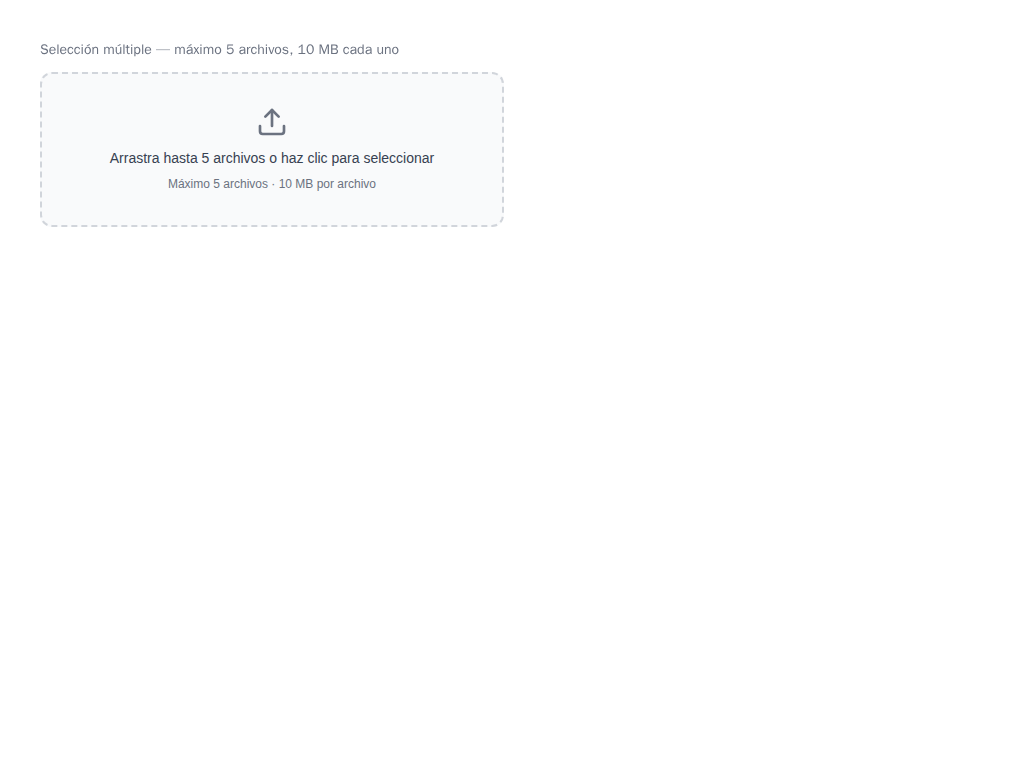 Selección múltiple — máximo 5 archivos, 10 MB cada uno
Arrastra hasta 5 archivos o haz clic para seleccionar
Máximo 5 archivos · 10 MB por archivo